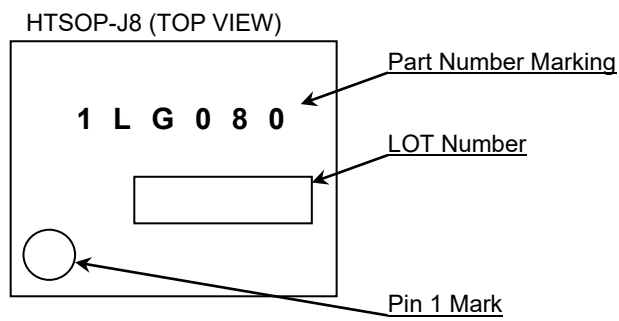 HTSOP-J8 (TOP VIEW)
Part Number Marking
1 L G 0 8 0
LOT Number
Pin 1 Mark